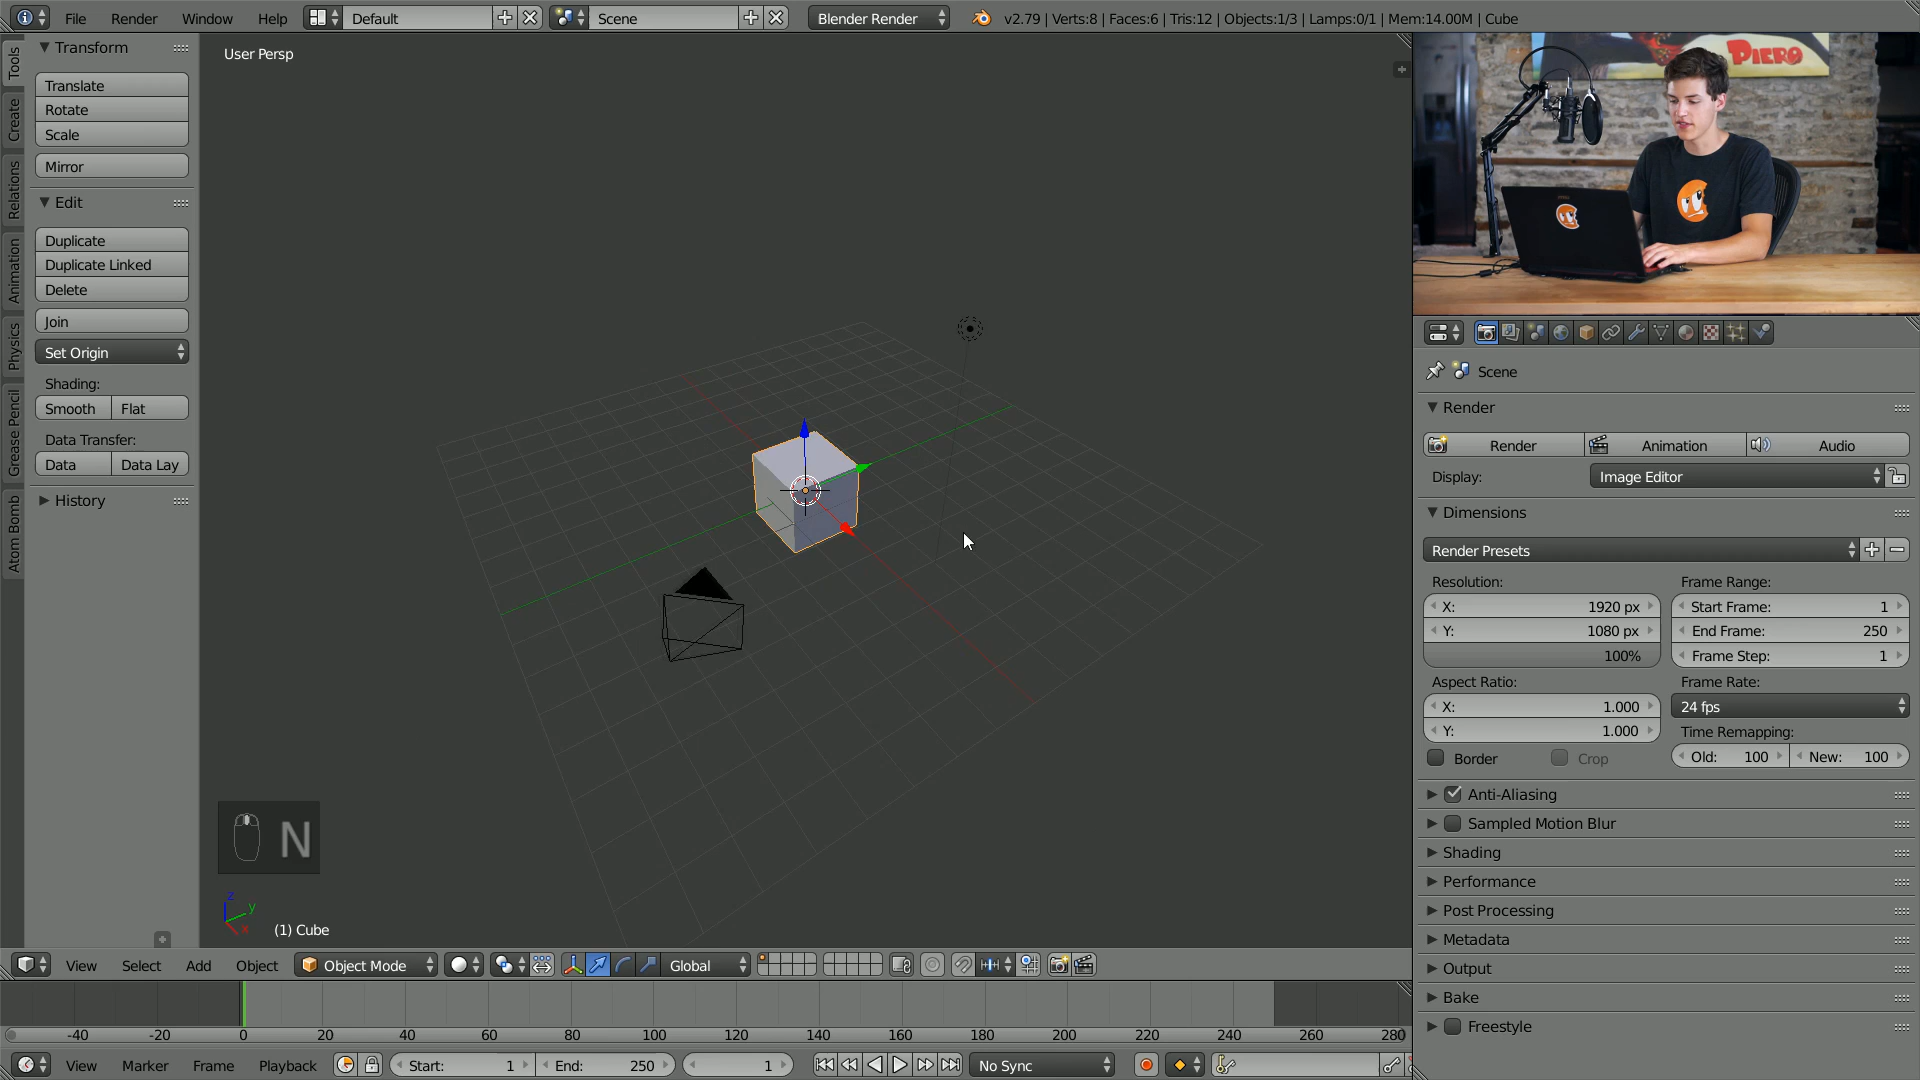 File Render Window Help Default Scene Blender Render v2.79 | Verts:8 | Faces:6 | Tris:12 | Objects:1/3 | Lamps:0/1 | Mem:14.00M | Cube
Tools
Create
Relations
Animation
Physics
Grease Pencil
Atom Bomb
Transform
Translate
Rotate
Scale
Mirror
Edit
Duplicate
Duplicate Linked
Delete
Join
Set Origin
Shading:
Smooth Flat
Data Transfer:
Data Data Lay
History
User Persp
N
z
y
x
(1) Cube
PIERO
Scene
Render
Render Animation Audio
Display: Image Editor
Dimensions
Render Presets
Resolution: Frame Range:
X: 1920 px Start Frame: 1
Y: 1080 px End Frame: 250
100% Frame Step: 1
Aspect Ratio: Frame Rate:
X: 1.000 24 fps
Y: 1.000 Time Remapping:
Border Crop Old: 100 New: 100
Anti-Aliasing
Sampled Motion Blur
Shading
Performance
Post Processing
Metadata
Output
Bake
Freestyle
View Select Add Object Object Mode Global
-40 -20 0 20 40 60 80 100 120 140 160 180 200 220 240 260 280
View Marker Frame Playback Start: 1 End: 250 1 No Sync